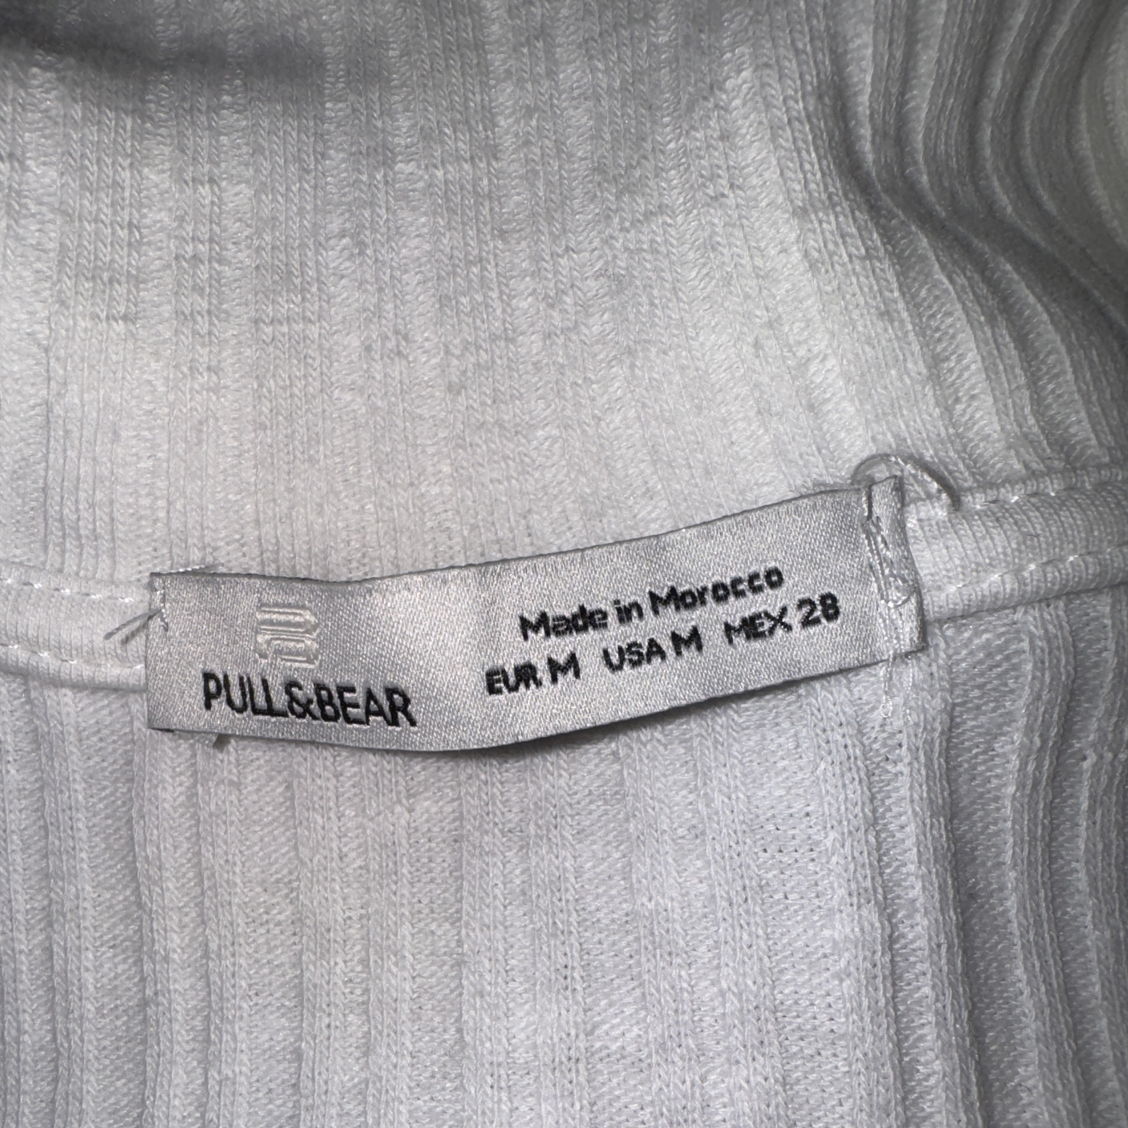 PULL&BEAR
Made in Morocco
EUR M USA M MEX 28